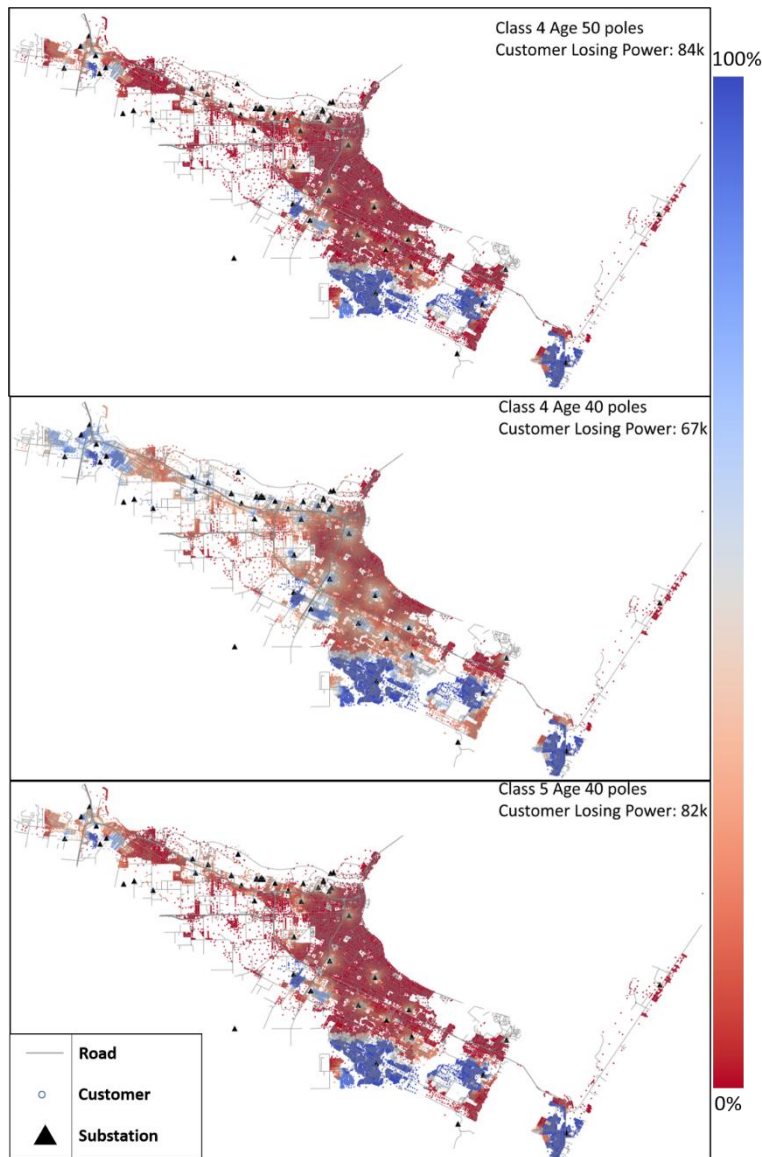 Class 4 Age 50 poles
Customer Losing Power: 84k
100%
Class 4 Age 40 poles
Customer Losing Power: 67k
Class 5 Age 40 poles
Customer Losing Power: 82k
Road
Customer
Substation
0%